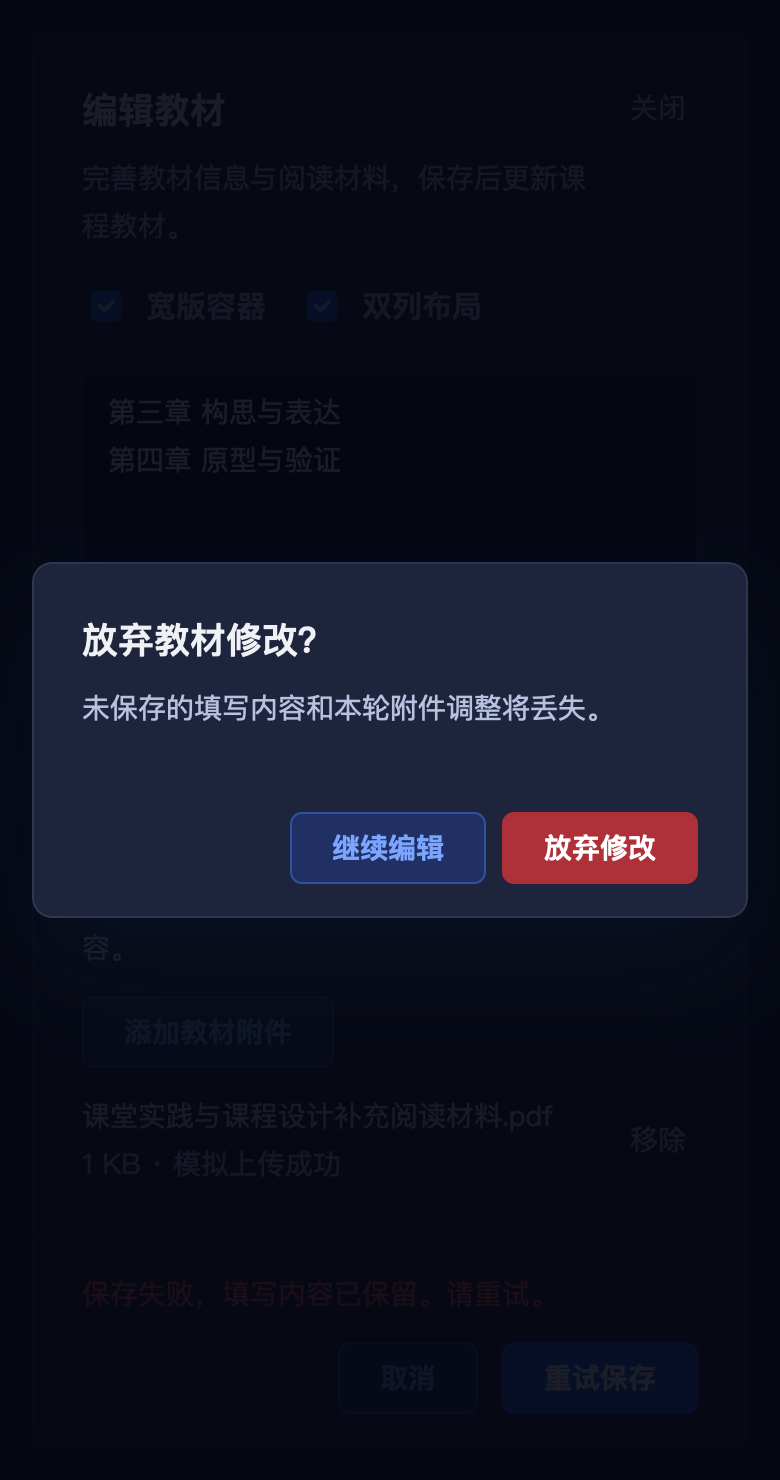 编辑教材
关闭
完善教材信息与阅读材料，保存后更新课
程教材。
宽版容器
双列布局
第三章 构思与表达
第四章 原型与验证
放弃教材修改?
未保存的填写内容和本轮附件调整将丢失。
继续编辑
放弃修改
容。
添加教材附件
课堂实践与课程设计补充阅读材料.pdf
移除
1 KB · 模拟上传成功
保存失败，填写内容已保留。请重试。
取消
重试保存